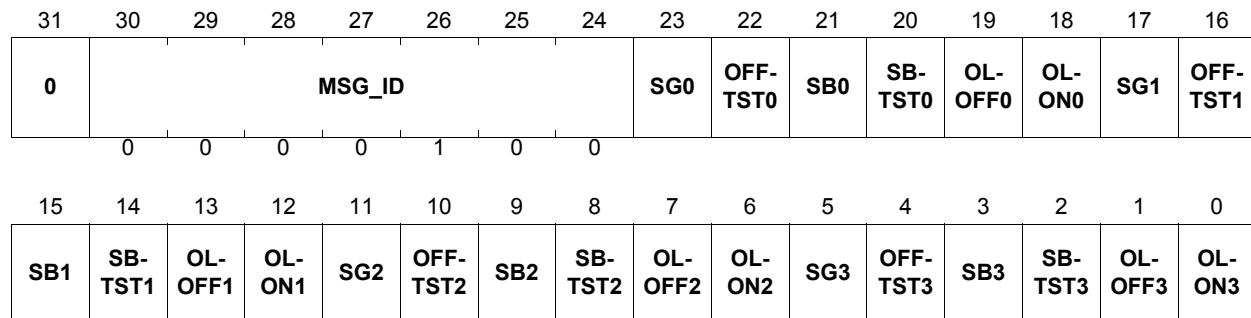 31 30 29 28 27 26 25 24 23 22 21 20 19 18 17 16
0 MSG_ID SG0 OFF-TST0 SB0 SB-TST0 OL-OFF0 OL-ON0 SG1 OFF-TST1
0 0 0 0 1 0 0
15 14 13 12 11 10 9 8 7 6 5 4 3 2 1 0
SB1 SB-TST1 OL-OFF1 OL-ON1 SG2 OFF-TST2 SB2 SB-TST2 OL-OFF2 OL-ON2 SG3 OFF-TST3 SB3 SB-TST3 OL-OFF3 OL-ON3